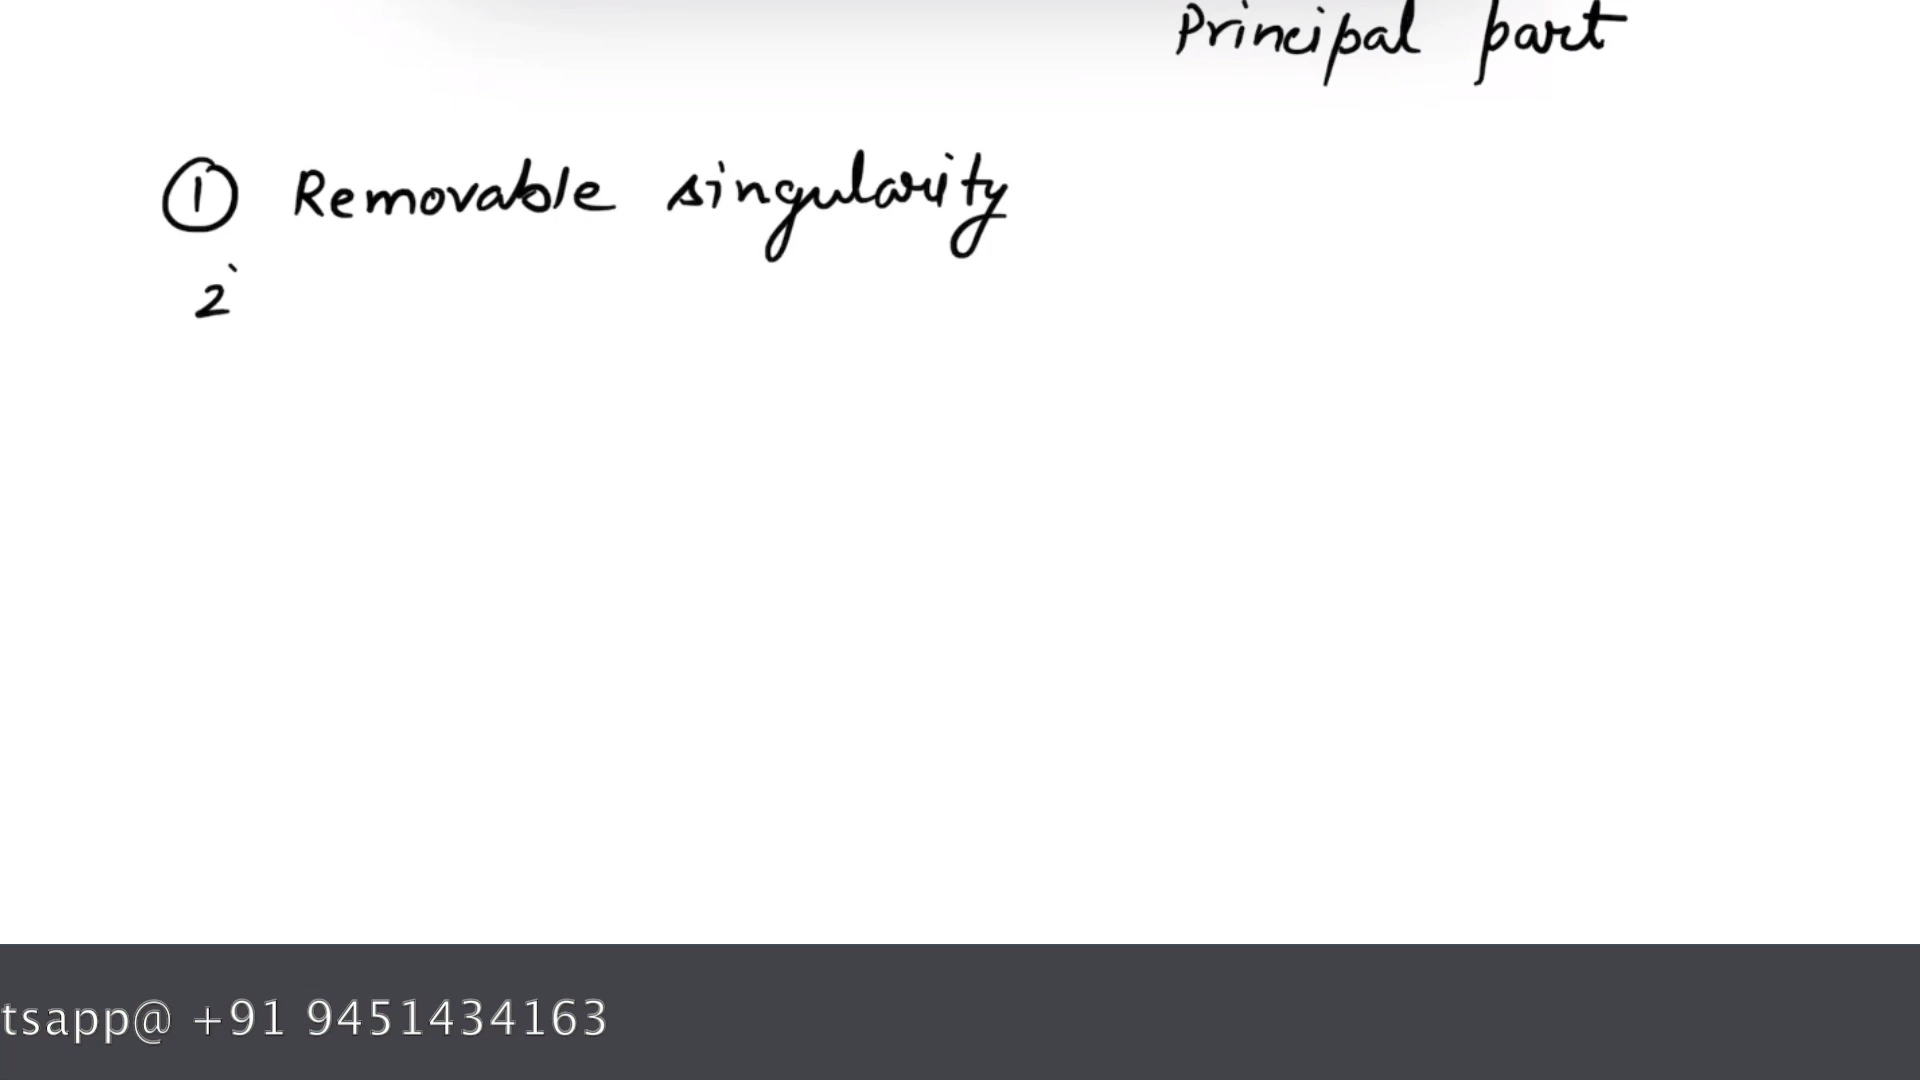 Principal part
① Removable singularity
2
tsapp@ +91 9451434163